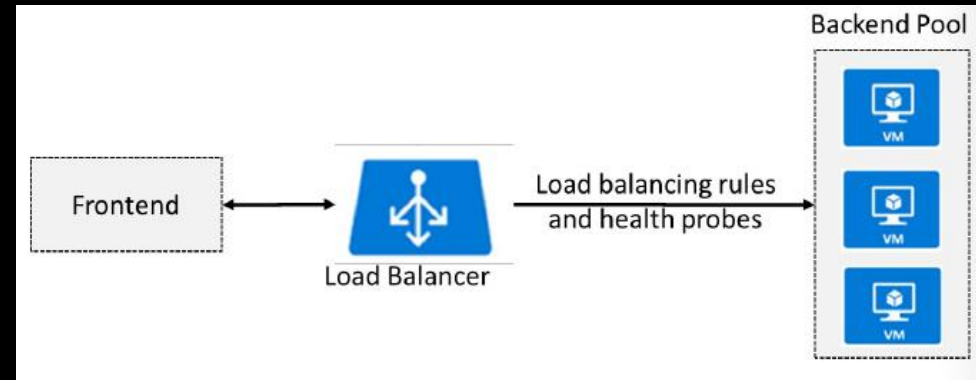 Backend Pool
VM
Frontend
Load balancing rules
and health probes
VM
Load Balancer
VM